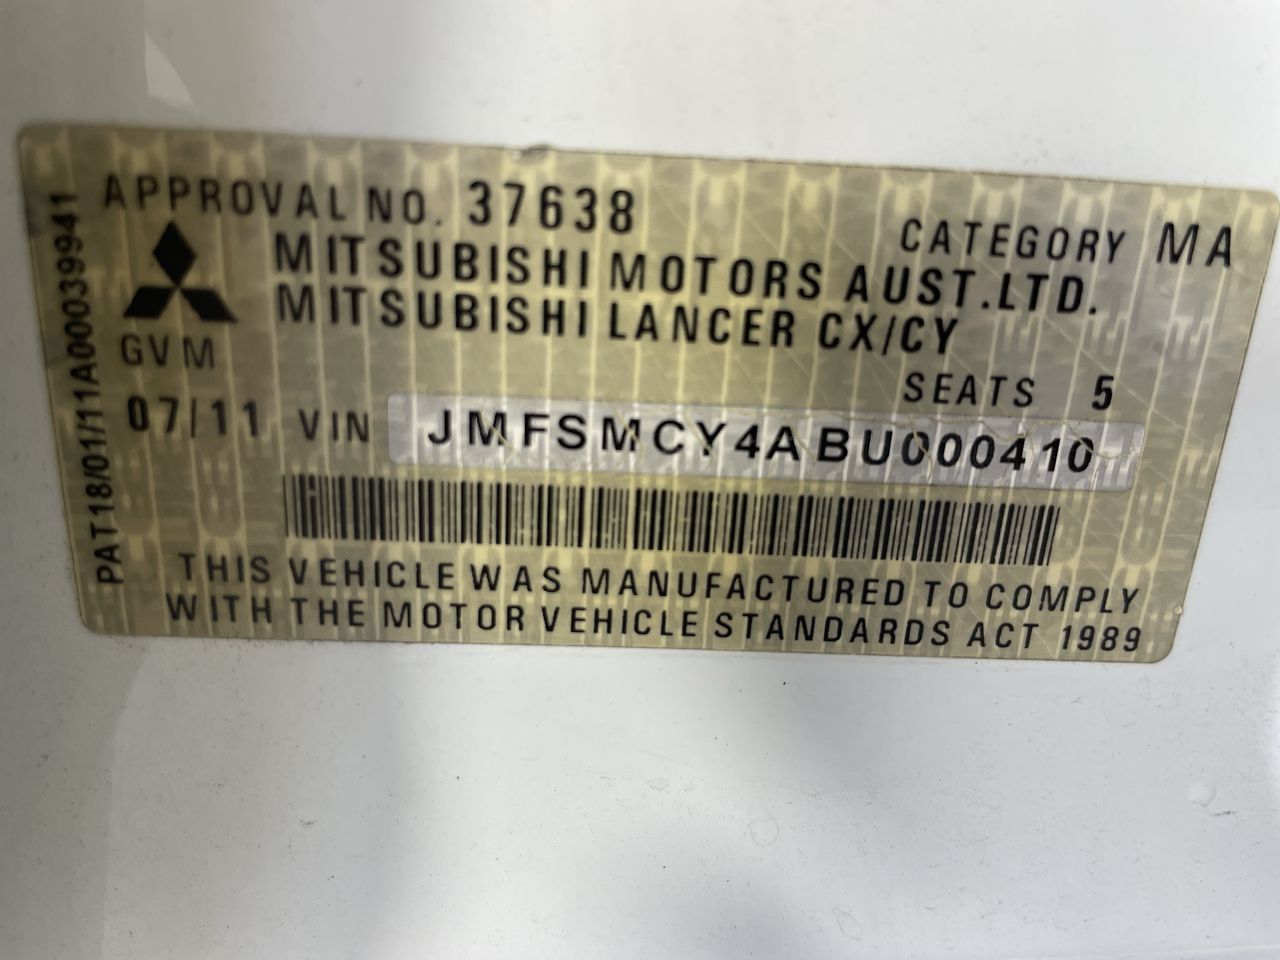 APPROVAL NO. 37638
CATEGORY MA
MITSUBISHI MOTORS AUST.LTD.
MITSUBISHI LANCER CX/CY
GVM
SEATS 5
07/11 VIN JMFSMCY4ABU000410
THIS VEHICLE WAS MANUFACTURED TO COMPLY
WITH THE MOTOR VEHICLE STANDARDS ACT 1989
PAT18/01/11A00039941